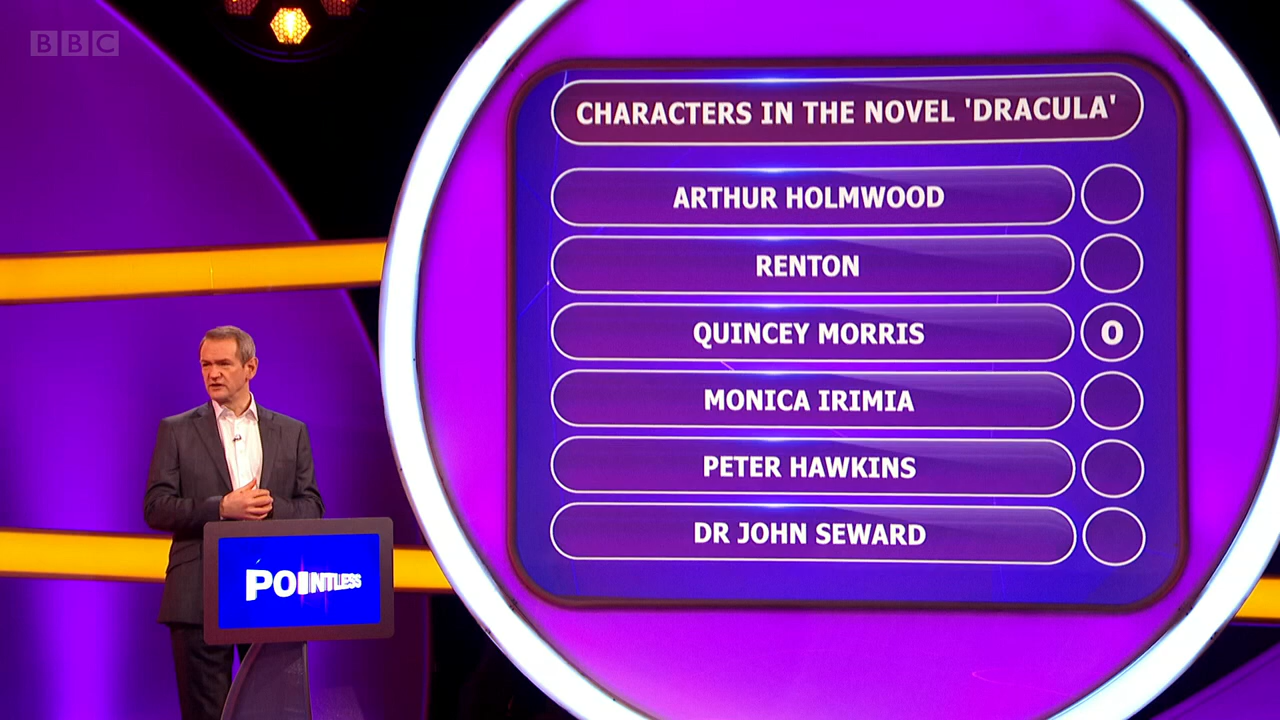 BBC
CHARACTERS IN THE NOVEL 'DRACULA'
ARTHUR HOLMWOOD
RENTON
QUINCEY MORRIS 0
MONICA IRIMIA
PETER HAWKINS
DR JOHN SEWARD
POINTLESS